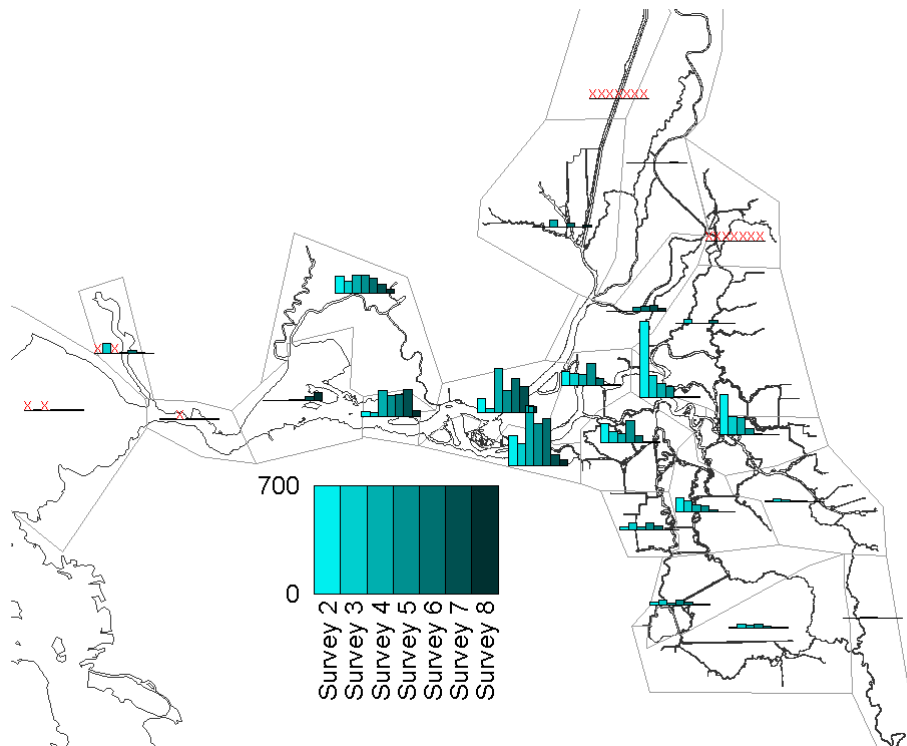 XXXXXXX
XXXXXXX
X X
X X
X
700
0
Survey 2
Survey 3
Survey 4
Survey 5
Survey 6
Survey 7
Survey 8